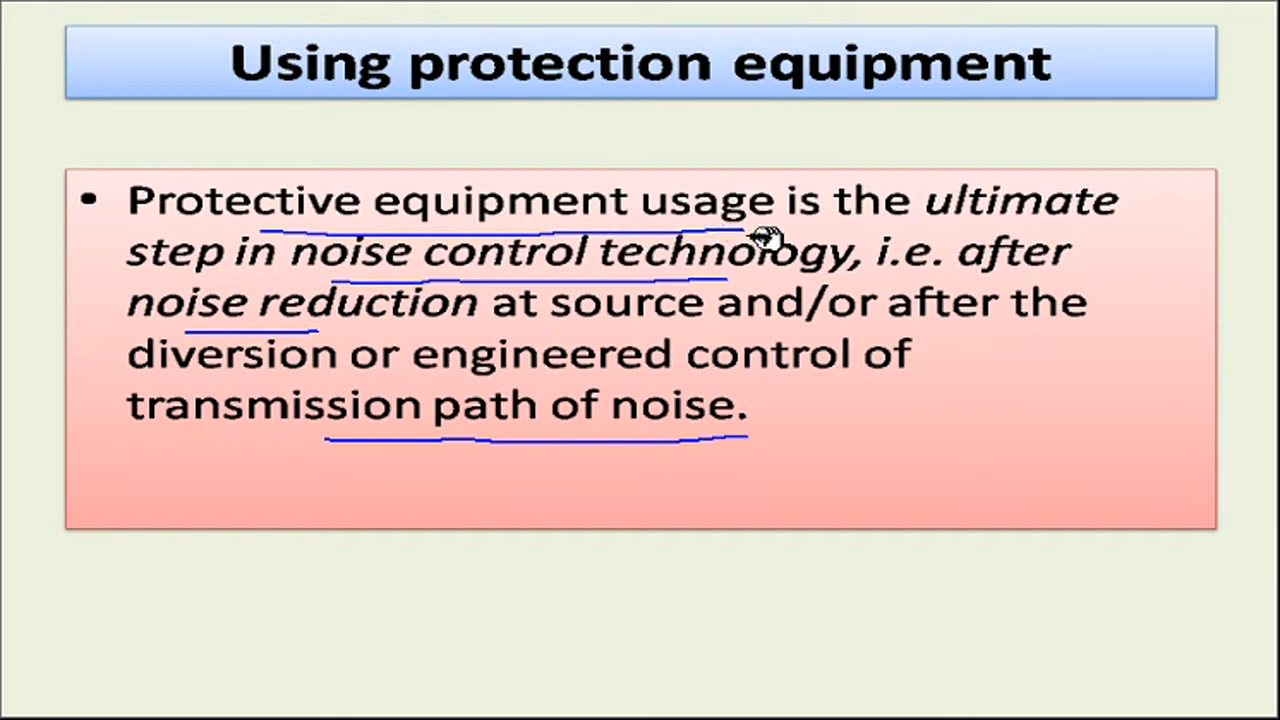 Using protection equipment
• Protective equipment usage is the ultimate
step in noise control technology, i.e. after
noise reduction at source and/or after the
diversion or engineered control of
transmission path of noise.